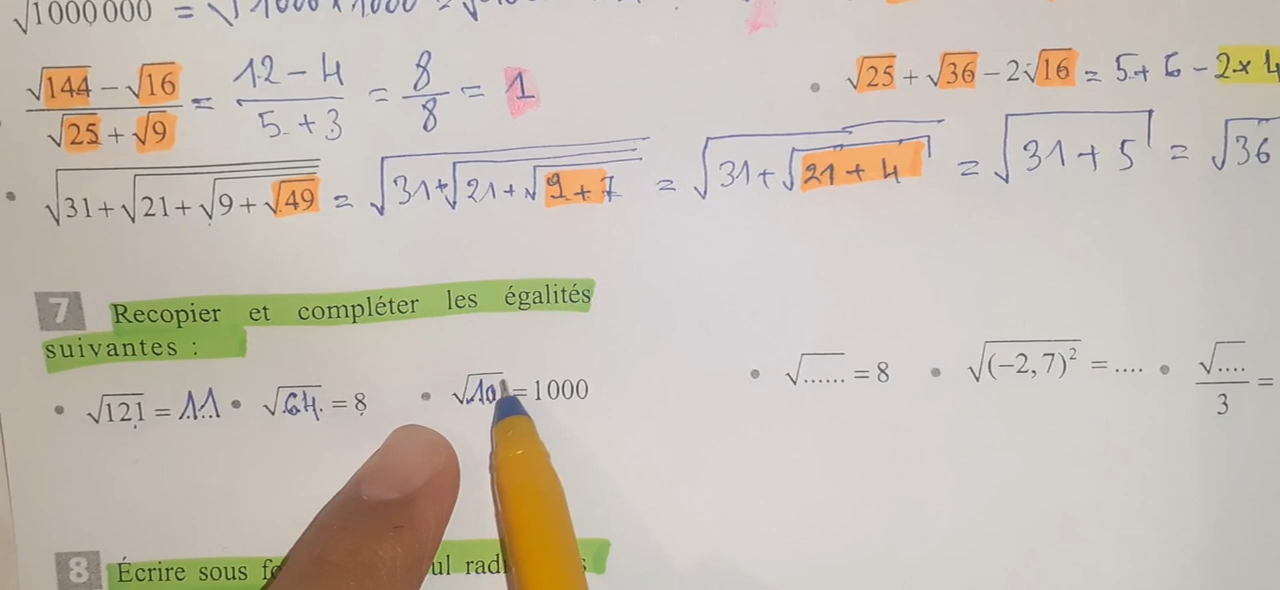 √1000000 = √1000×1000
(√144 − √16)/(√25 + √9) = (12 − 4)/(5 + 3) = 8/8 = 1
• √25 + √36 − 2√16 = 5 + 6 − 2 × 4
• √(31 + √(21 + √(9 + √49))) = √(31 + √(21 + √(9 + 7))) = √(31 + √(21 + 4)) = √(31 + 5) = √36
7 Recopier et compléter les égalités
suivantes :
• √121 = 11 • √64 = 8 • √10 = 1000
• √...... = 8 • √(−2,7)² = .... • √..../3 =
8 Écrire sous